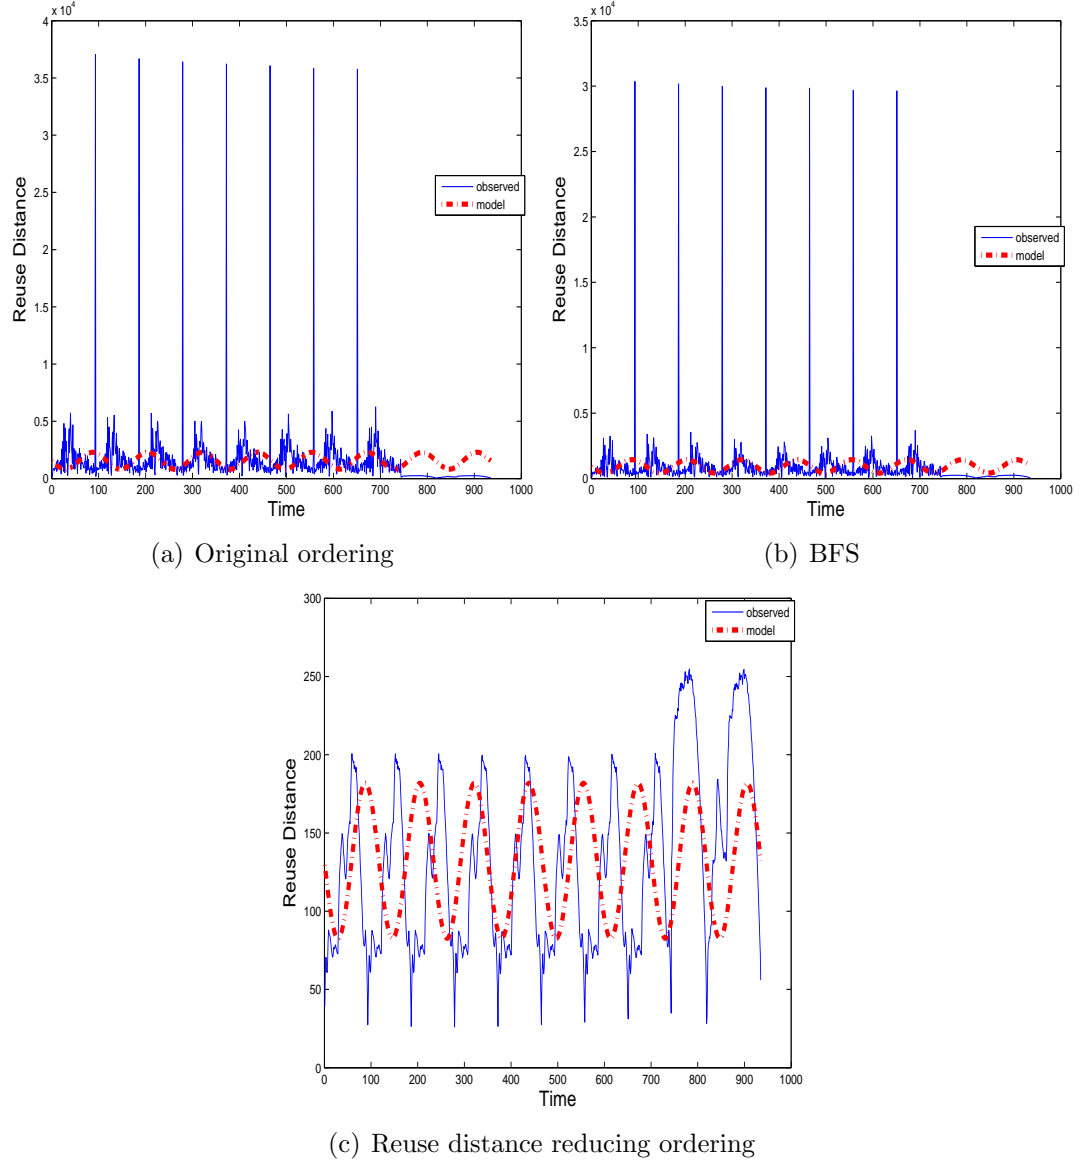 x 10^4
4
3.5
3
2.5
2
1.5
1
0.5
0
0 100 200 300 400 500 600 700 800 900 1000
Reuse Distance
Time
observed
model
(a) Original ordering
x 10^4
3.5
3
2.5
2
1.5
1
0.5
0
0 100 200 300 400 500 600 700 800 900 1000
Reuse Distance
Time
observed
model
(b) BFS
300
250
200
150
100
50
0
0 100 200 300 400 500 600 700 800 900 1000
Reuse Distance
Time
observed
model
(c) Reuse distance reducing ordering